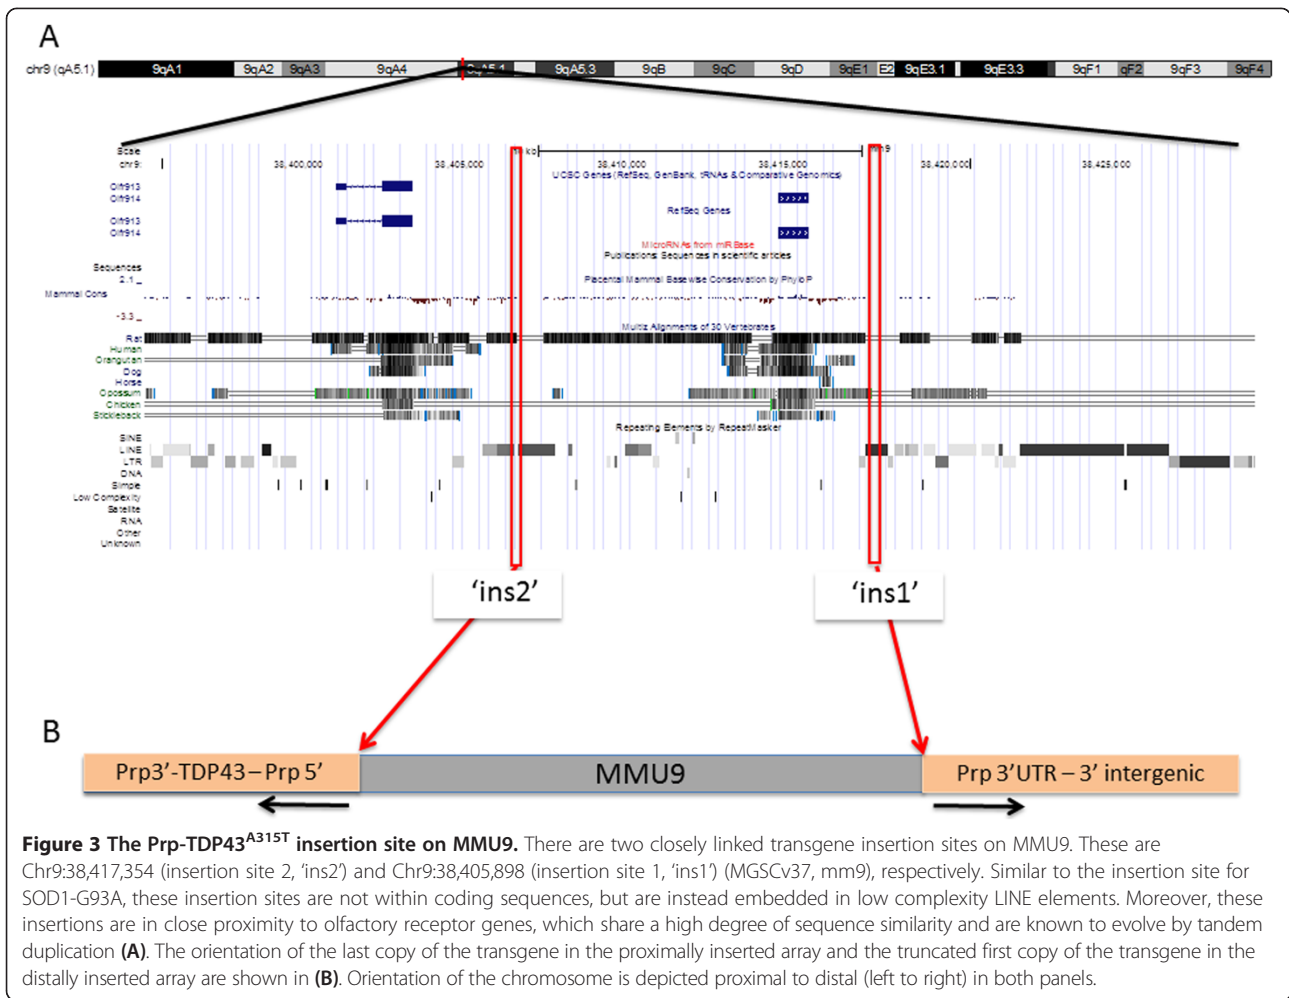 A
chr9 (qA5.1) 9qA1 9qA2 9qA3 9qA4 9qA5.1 9qA5.3 9qB 9qC 9qD 9qE1 E2 9qE3.1 9qE3.3 9qF1 qF2 9qF3 9qF4
Scale kb mm9
chr9: 38,400,000 38,405,000 38,410,000 38,415,000 38,420,000 38,425,000
UCSC Genes (RefSeq, GenBank, tRNAs & Comparative Genomics)
Olfr913
Olfr914
RefSeq Genes
Olfr913
Olfr914
MicroRNAs from miRBase
Publications: Sequences in scientific articles
Sequences
2.1 _
Placental Mammal Basewise Conservation by PhyloP
Mammal Cons
-3.3 _
Multiz Alignments of 30 Vertebrates
Rat
Human
Orangutan
Dog
Horse
Opossum
Chicken
Stickleback
Repeating Elements by RepeatMasker
SINE
LINE
LTR
DNA
Simple
Low Complexity
Satellite
RNA
Other
Unknown
‘ins2’ ‘ins1’
B
Prp3’-TDP43–Prp 5’ MMU9 Prp 3’UTR – 3’ intergenic
Figure 3 The Prp-TDP43A315T insertion site on MMU9. There are two closely linked transgene insertion sites on MMU9. These are
Chr9:38,417,354 (insertion site 2, ‘ins2’) and Chr9:38,405,898 (insertion site 1, ‘ins1’) (MGSCv37, mm9), respectively. Similar to the insertion site for
SOD1-G93A, these insertion sites are not within coding sequences, but are instead embedded in low complexity LINE elements. Moreover, these
insertions are in close proximity to olfactory receptor genes, which share a high degree of sequence similarity and are known to evolve by tandem
duplication (A). The orientation of the last copy of the transgene in the proximally inserted array and the truncated first copy of the transgene in the
distally inserted array are shown in (B). Orientation of the chromosome is depicted proximal to distal (left to right) in both panels.